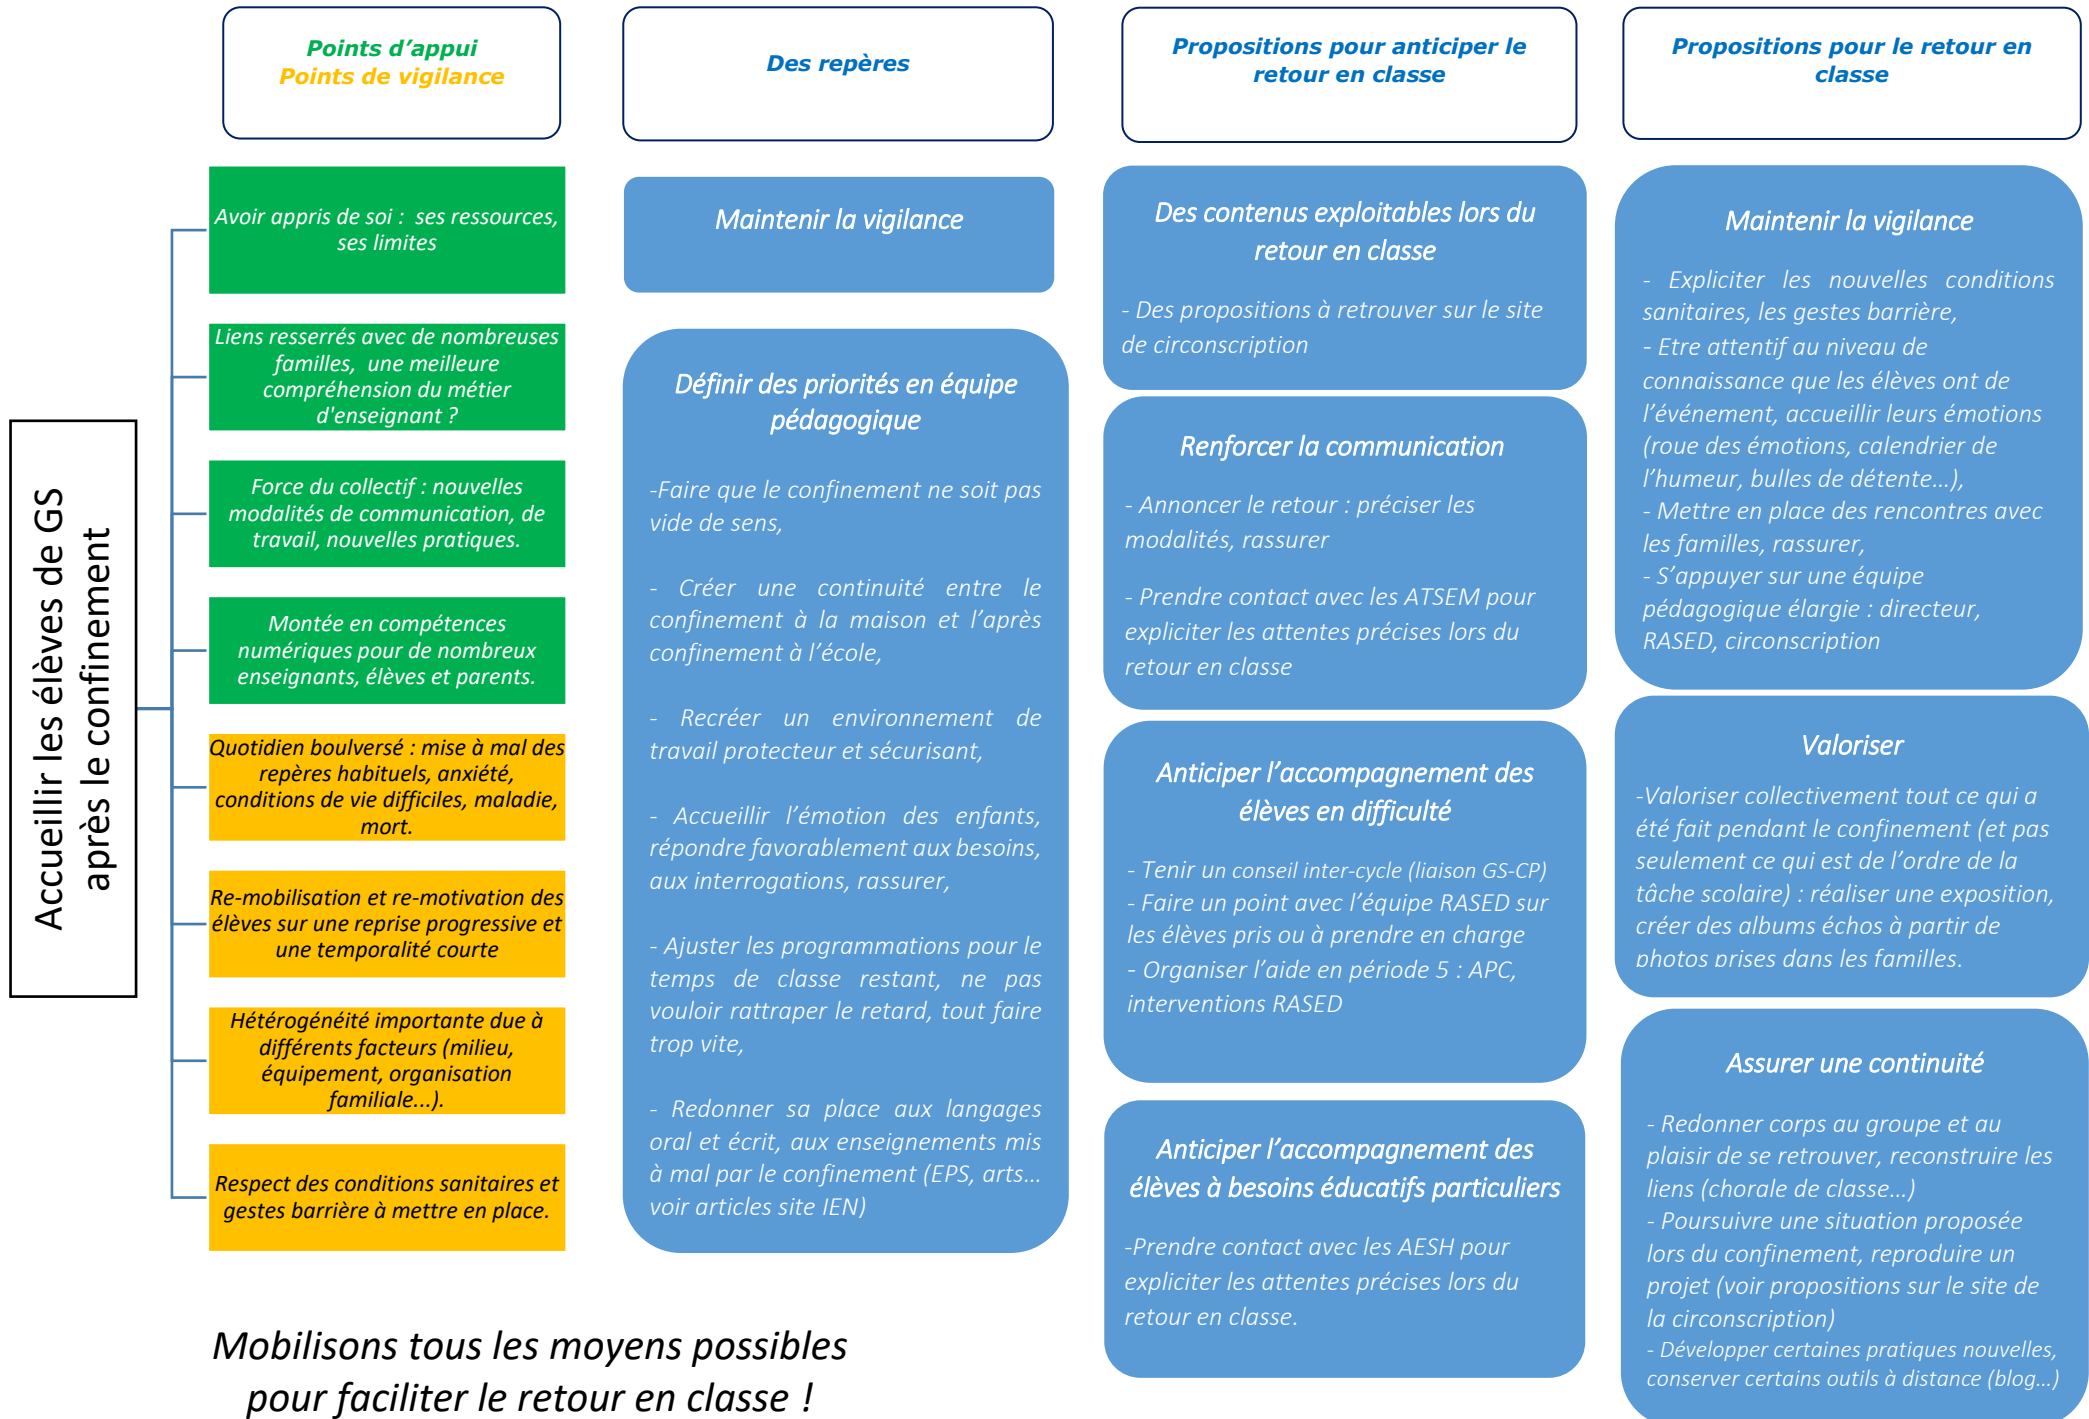 Points d’appui
Points de vigilance
Des repères
Propositions pour anticiper le
retour en classe
Propositions pour le retour en
classe
Accueillir les élèves de GS
après le confinement
Avoir appris de soi : ses ressources,
ses limites
Liens resserrés avec de nombreuses
familles, une meilleure
compréhension du métier
d'enseignant ?
Force du collectif : nouvelles
modalités de communication, de
travail, nouvelles pratiques.
Montée en compétences
numériques pour de nombreux
enseignants, élèves et parents.
Quotidien boulversé : mise à mal des
repères habituels, anxiété,
conditions de vie difficiles, maladie,
mort.
Re-mobilisation et re-motivation des
élèves sur une reprise progressive et
une temporalité courte
Hétérogénéité importante due à
différents facteurs (milieu,
équipement, organisation
familiale...).
Respect des conditions sanitaires et
gestes barrière à mettre en place.
Maintenir la vigilance
Définir des priorités en équipe
pédagogique
-Faire que le confinement ne soit pas
vide de sens,
- Créer une continuité entre le
confinement à la maison et l’après
confinement à l’école,
- Recréer un environnement de
travail protecteur et sécurisant,
- Accueillir l’émotion des enfants,
répondre favorablement aux besoins,
aux interrogations, rassurer,
- Ajuster les programmations pour le
temps de classe restant, ne pas
vouloir rattraper le retard, tout faire
trop vite,
- Redonner sa place aux langages
oral et écrit, aux enseignements mis
à mal par le confinement (EPS, arts…
voir articles site IEN)
Des contenus exploitables lors du
retour en classe
- Des propositions à retrouver sur le site
de circonscription
Renforcer la communication
- Annoncer le retour : préciser les
modalités, rassurer
- Prendre contact avec les ATSEM pour
expliciter les attentes précises lors du
retour en classe
Anticiper l’accompagnement des
élèves en difficulté
- Tenir un conseil inter-cycle (liaison GS-CP)
- Faire un point avec l’équipe RASED sur
les élèves pris ou à prendre en charge
- Organiser l’aide en période 5 : APC,
interventions RASED
Anticiper l’accompagnement des
élèves à besoins éducatifs particuliers
-Prendre contact avec les AESH pour
expliciter les attentes précises lors du
retour en classe.
Maintenir la vigilance
- Expliciter les nouvelles conditions
sanitaires, les gestes barrière,
- Etre attentif au niveau de
connaissance que les élèves ont de
l’événement, accueillir leurs émotions
(roue des émotions, calendrier de
l’humeur, bulles de détente…),
- Mettre en place des rencontres avec
les familles, rassurer,
- S’appuyer sur une équipe
pédagogique élargie : directeur,
RASED, circonscription
Valoriser
-Valoriser collectivement tout ce qui a
été fait pendant le confinement (et pas
seulement ce qui est de l’ordre de la
tâche scolaire) : réaliser une exposition,
créer des albums échos à partir de
photos prises dans les familles.
Assurer une continuité
- Redonner corps au groupe et au
plaisir de se retrouver, reconstruire les
liens (chorale de classe…)
- Poursuivre une situation proposée
lors du confinement, reproduire un
projet (voir propositions sur le site de
la circonscription)
- Développer certaines pratiques nouvelles,
conserver certains outils à distance (blog…)
Mobilisons tous les moyens possibles
pour faciliter le retour en classe !